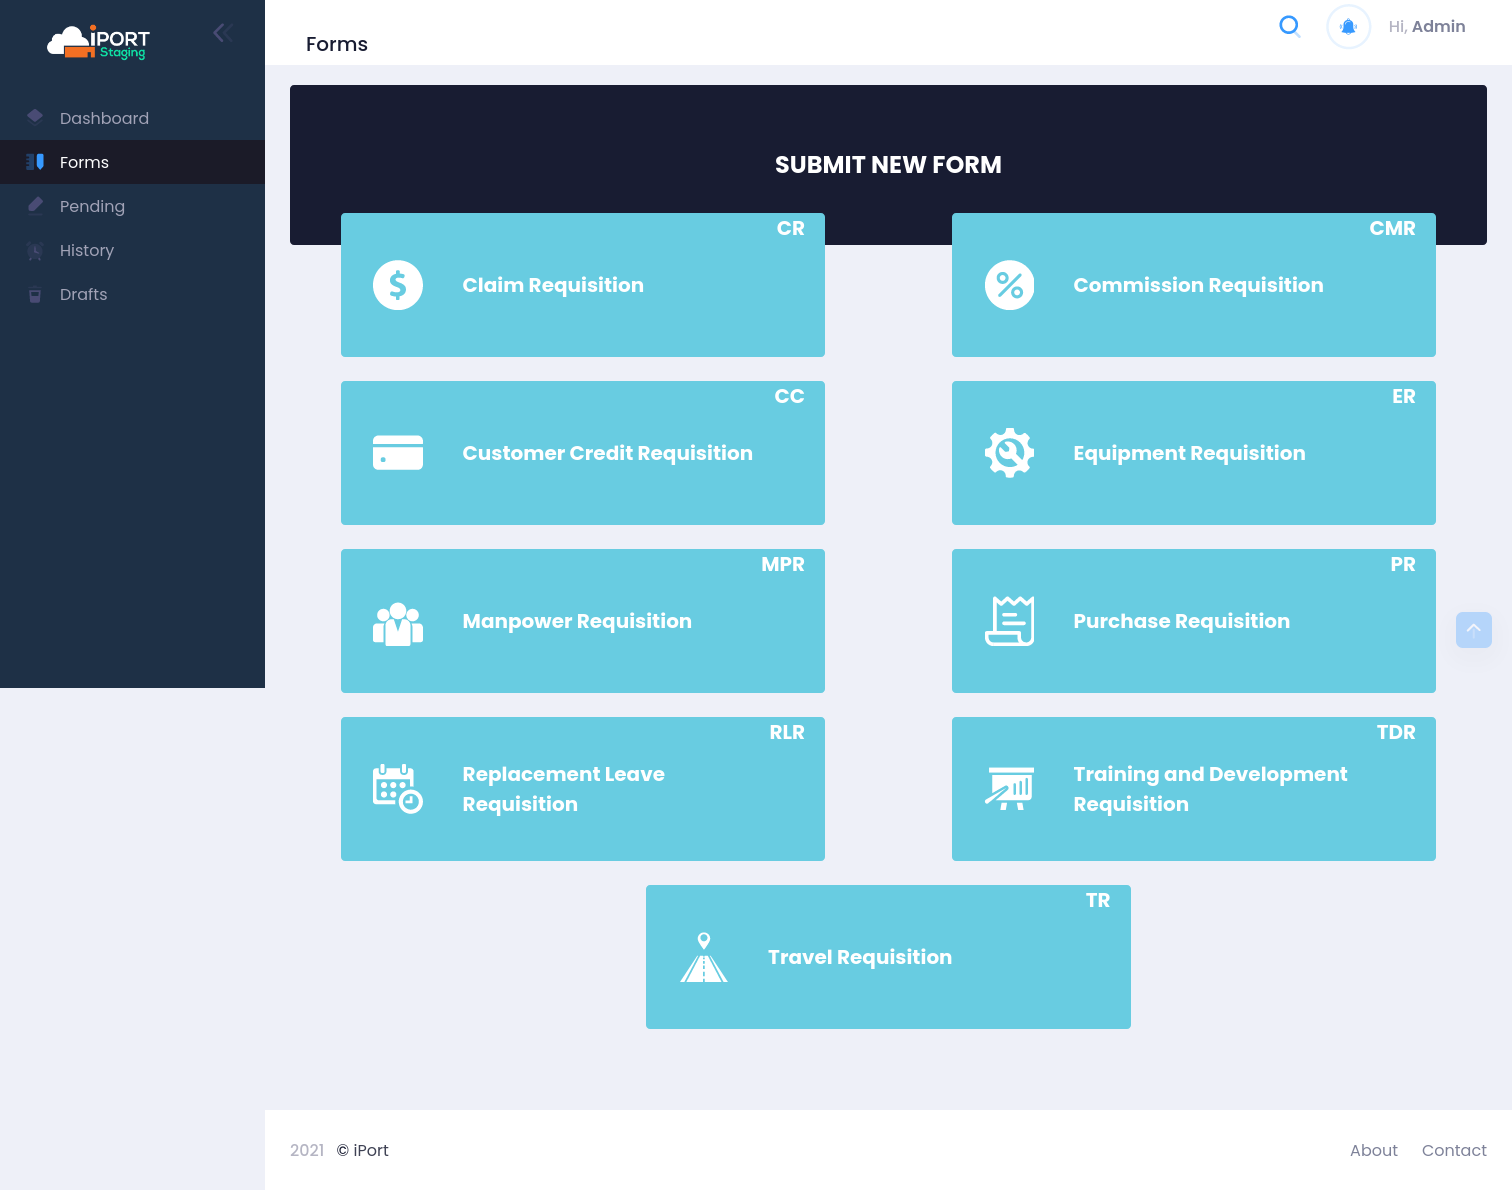 iPORT
Staging
Dashboard
Forms
Pending
History
Drafts
Forms
Hi, Admin
SUBMIT NEW FORM
CR
Claim Requisition
CMR
Commission Requisition
CC
Customer Credit Requisition
ER
Equipment Requisition
MPR
Manpower Requisition
PR
Purchase Requisition
RLR
Replacement Leave
Requisition
TDR
Training and Development
Requisition
TR
Travel Requisition
2021 © iPort
About Contact